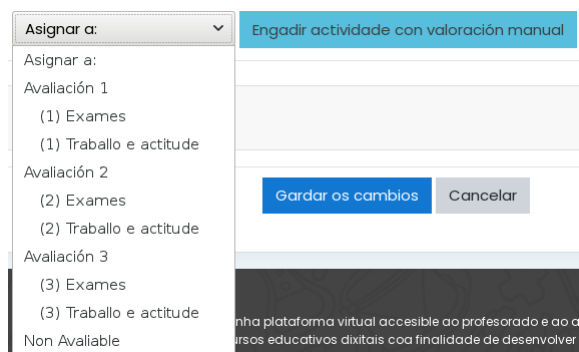 Asignar a:
Engadir actividade con valoración manual
Asignar a:
Avaliación 1
(1) Exames
(1) Traballo e actitude
Avaliación 2
(2) Exames
(2) Traballo e actitude
Avaliación 3
(3) Exames
(3) Traballo e actitude
Non Avaliable
Gardar os cambios
Cancelar
plataforma virtual accesible ao profesorado e ao
educativos dixitais coa finalidade de desenvolver